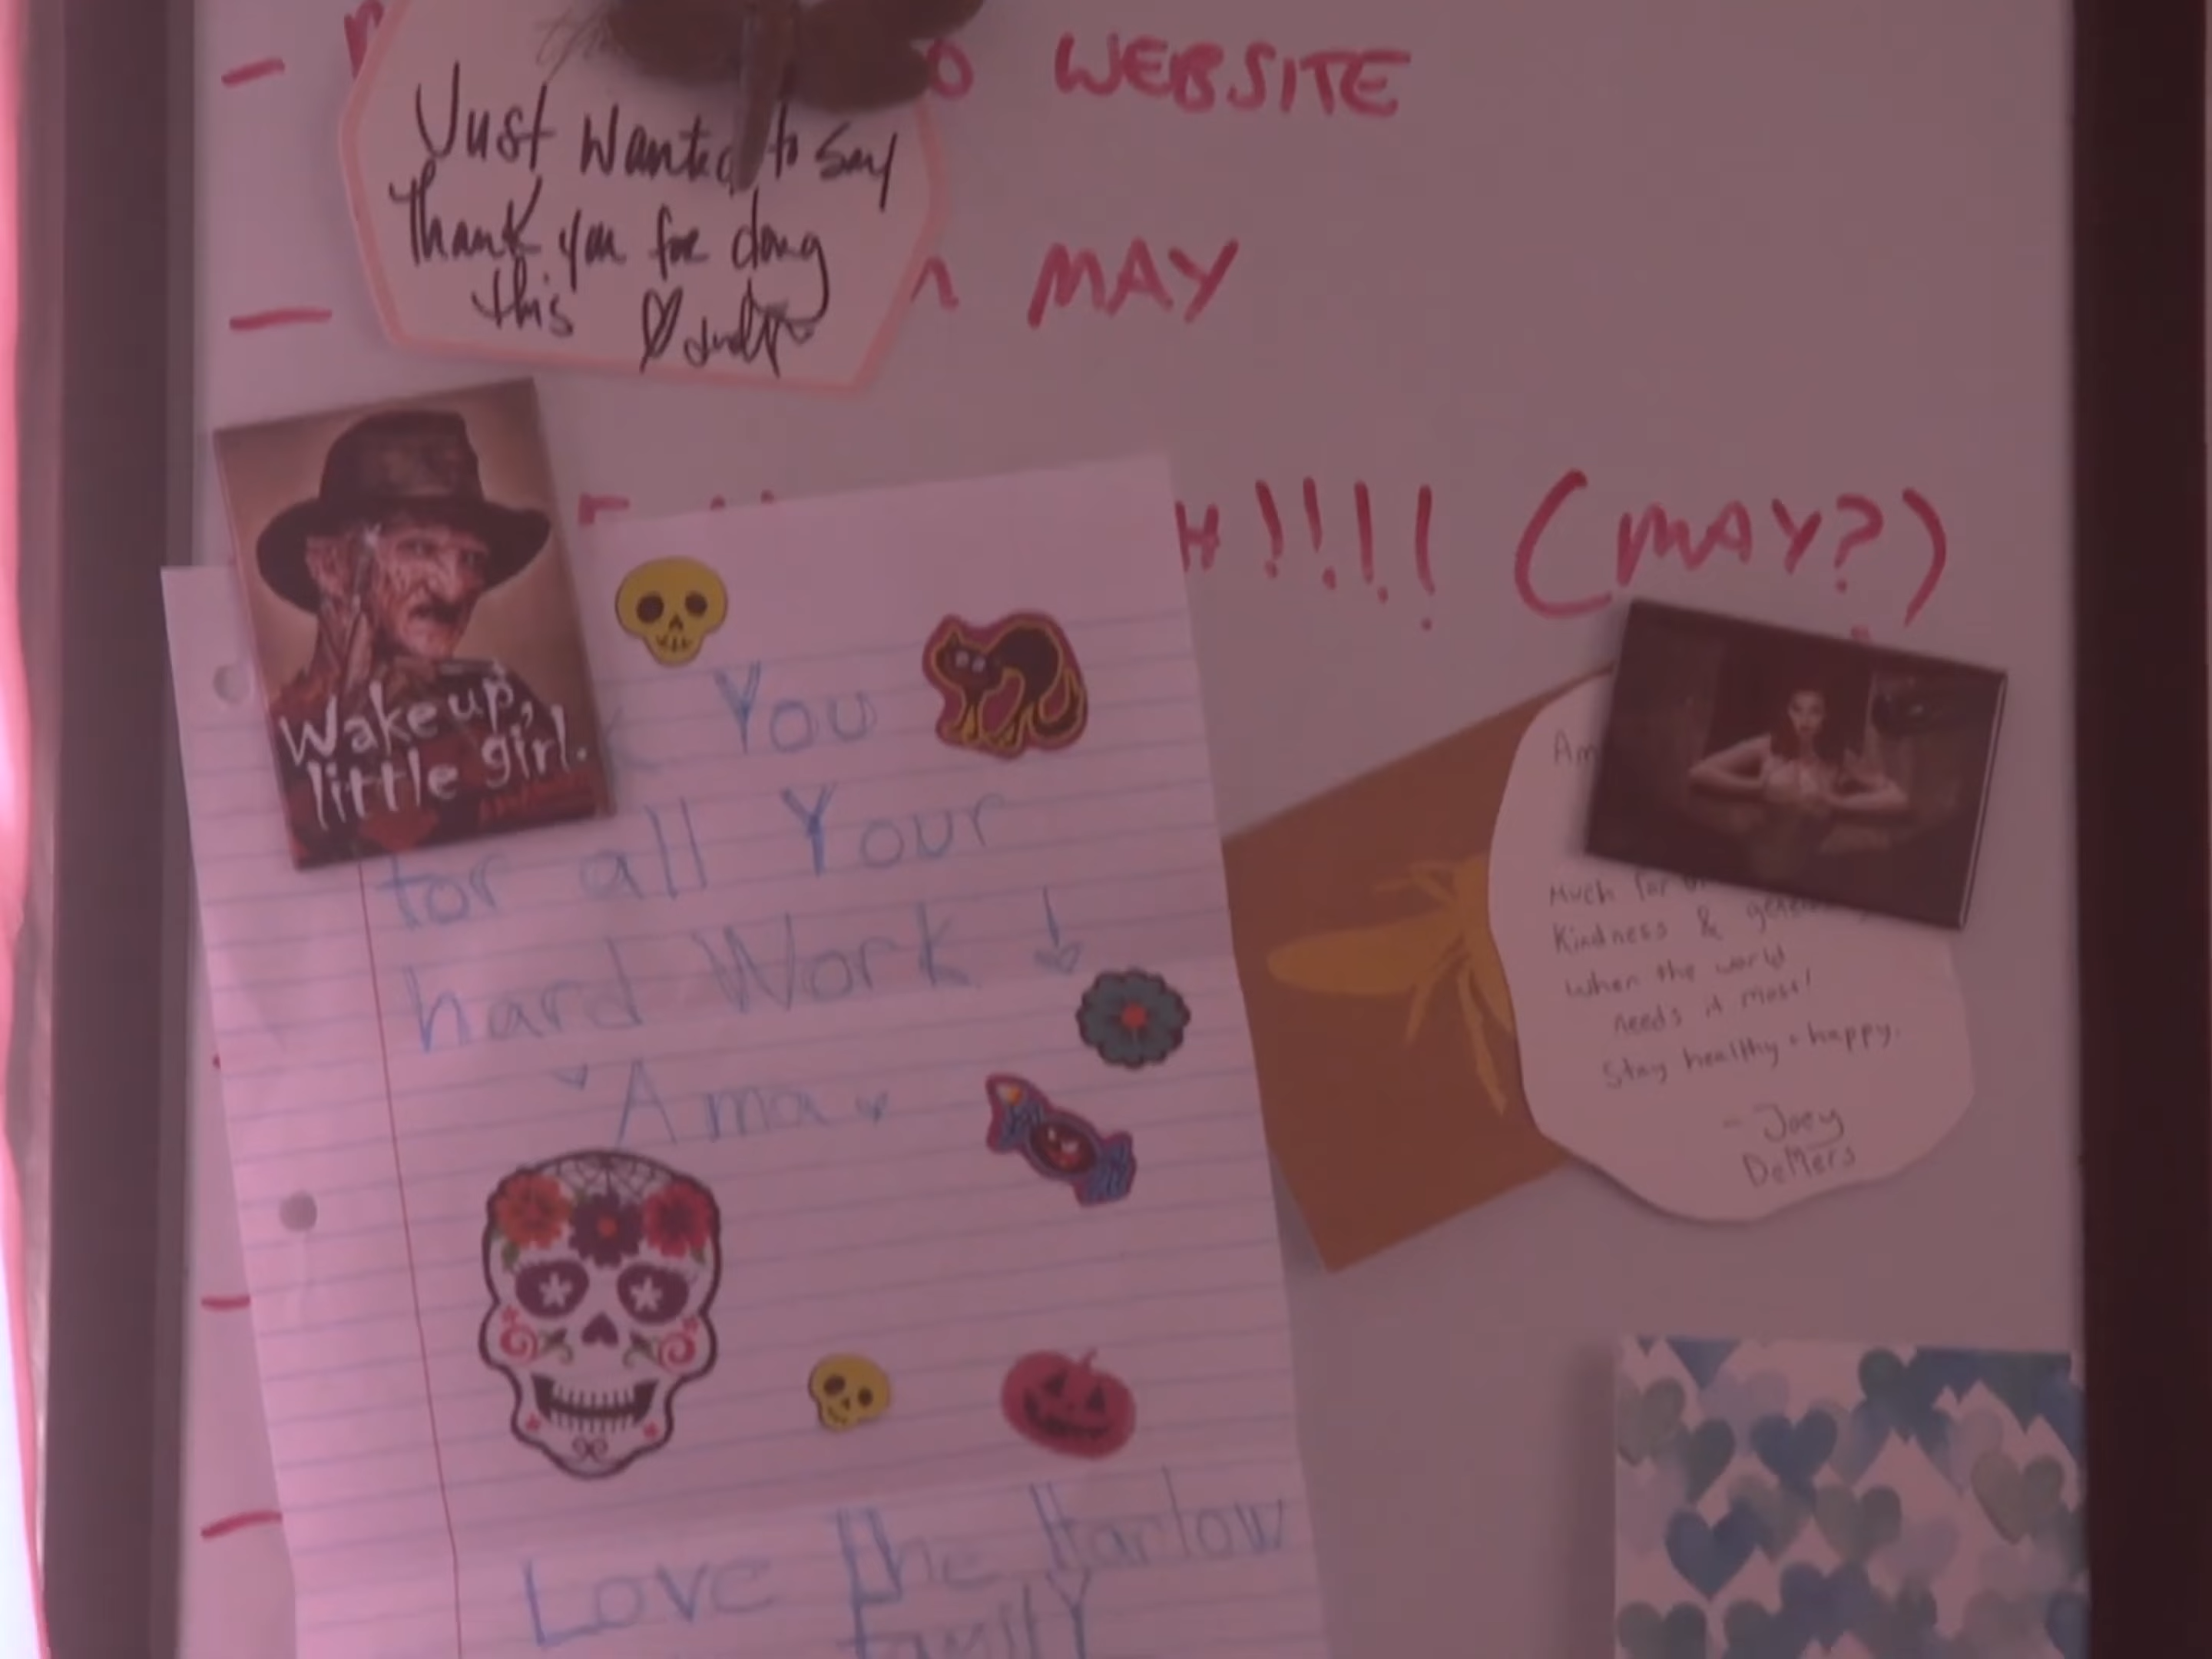 WEBSITE
Just wanted to say
Thank you for doing
this
MAY
!!!! (MAY?)
Wake up,
little girl.
You
for all Your
hard Work
Ama
Love the Harlow
family
Much for
Kindness &
when the world
needs it most!
Stay healthy + happy.
- Joey
DeMers